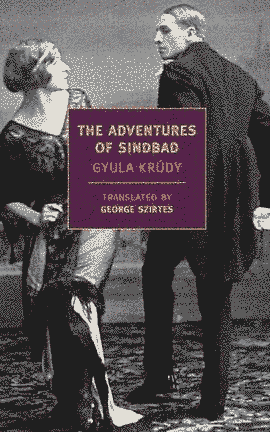 THE ADVENTURES
OF SINDBAD
GYULA KRÚDY
TRANSLATED BY
GEORGE SZIRTES